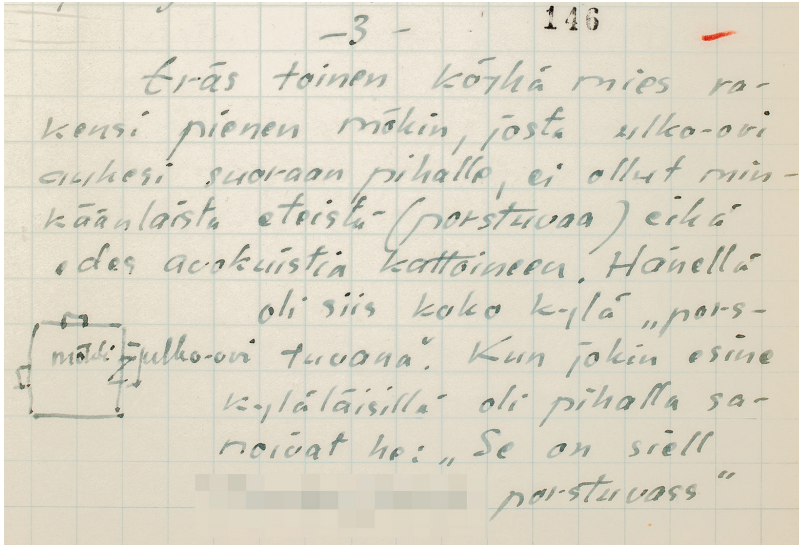 -3-
146
Eräs toinen köyhä mies ra-
kensi pienen mökin, josta ulko-ovi
aukesi suoraan pihalle, ei ollut min-
käänlaista eteistä (porstuvaa) eikä
edes avokuistia kattoineen. Hänellä
oli siis koko kylä „pors-
mökki ulko-ovi tuvana". Kun jokin esine
kyläläisillä oli pihalla sa-
noivat he: „Se on siell
porstuvass"